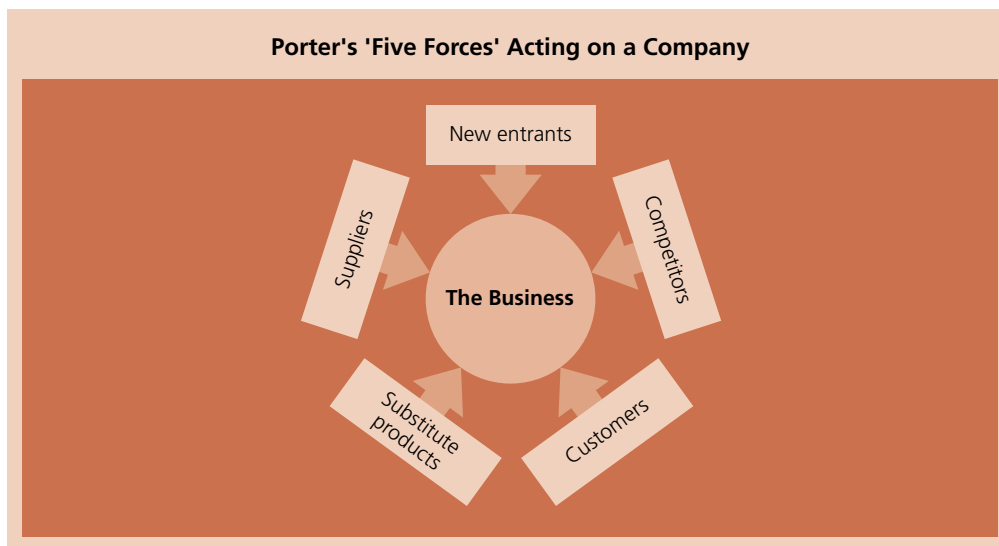 Porter's 'Five Forces' Acting on a Company
New entrants
Suppliers
Competitors
The Business
Substitute
products
Customers